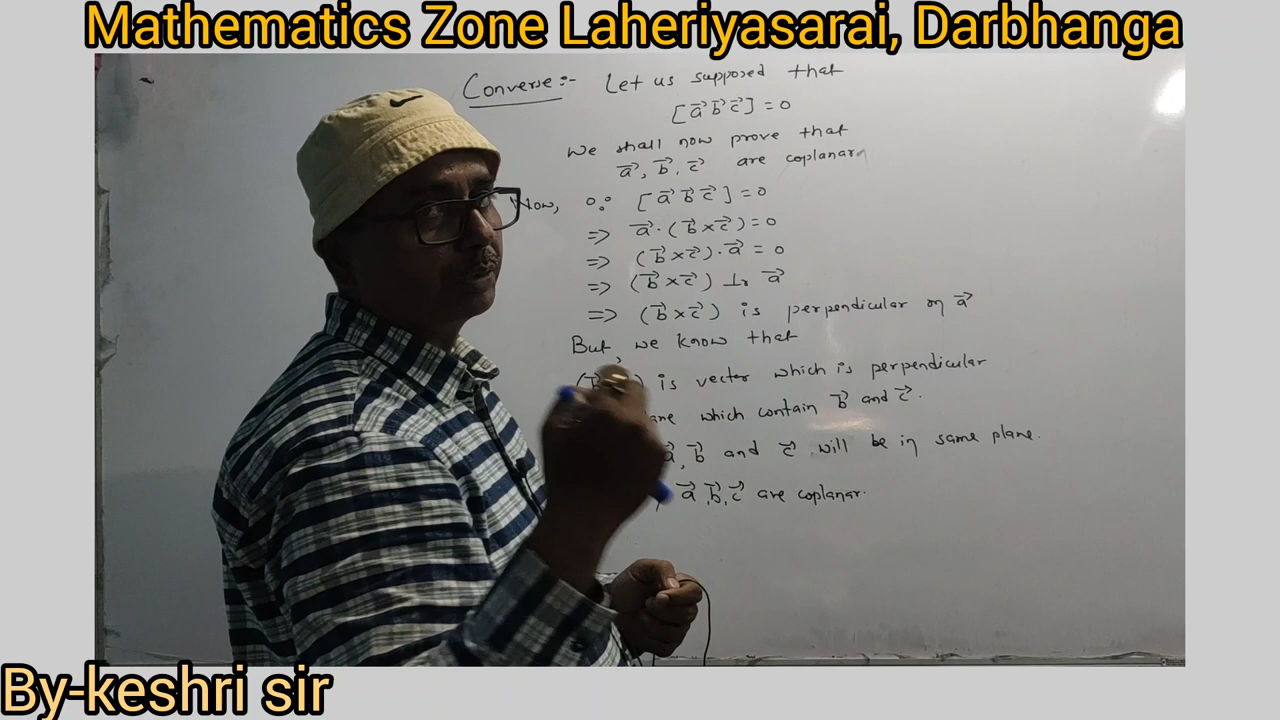 Mathematics Zone Laheriyasarai, Darbhanga
Converse:- Let us supposed that
[a⃗ b⃗ c⃗] = 0
We shall now prove that
a⃗, b⃗, c⃗ are coplanar
Now, ∵ [a⃗ b⃗ c⃗] = 0
=> a⃗ · (b⃗ × c⃗) = 0
=> (b⃗ × c⃗) · a⃗ = 0
=> (b⃗ × c⃗) ⊥r a⃗
=> (b⃗ × c⃗) is perpendicular on a⃗
But, we know that
is vector which is perpendicular
ane which contain b⃗ and c⃗.
a⃗, b⃗ and c⃗ will be in same plane.
a⃗, b⃗, c⃗ are coplanar.
By-keshri sir